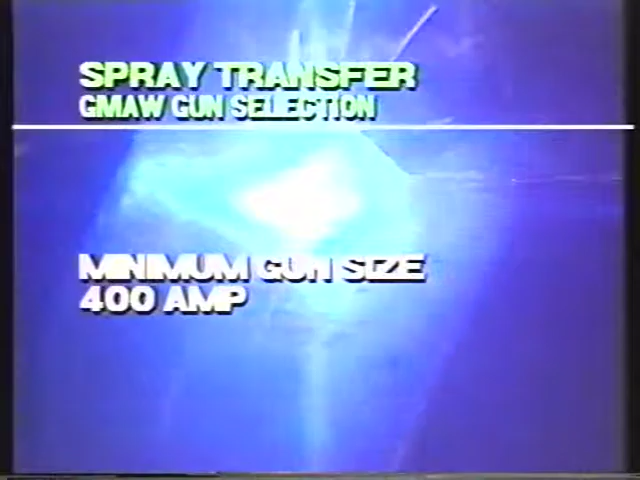 SPRAY TRANSFER
GMAW GUN SELECTION
MINIMUM GUN SIZE
400 AMP